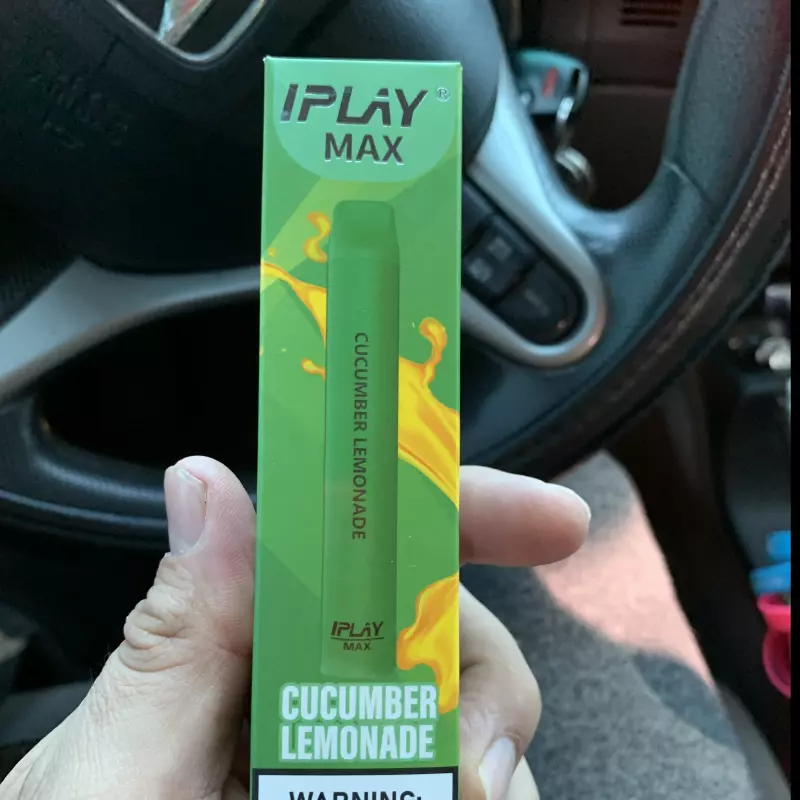 IPLAY®
MAX
CUCUMBER LEMONADE
IPLAY
MAX
CUCUMBER
LEMONADE
WARNING: